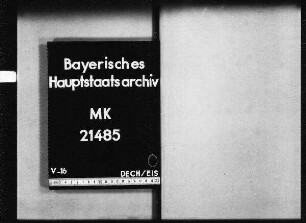 Bayerisches
Hauptstaatsarchiv
MK
21485
V-16
DECH/EIS